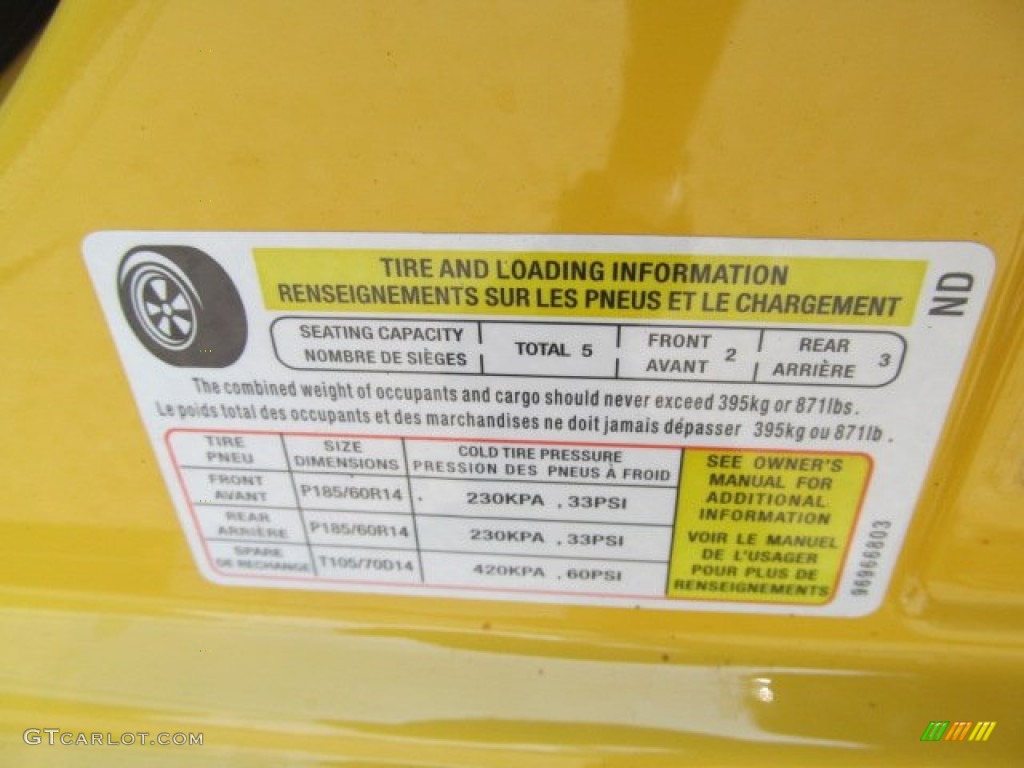 TIRE AND LOADING INFORMATION
RENSEIGNEMENTS SUR LES PNEUS ET LE CHARGEMENT
ND
SEATING CAPACITY TOTAL 5 FRONT 2 REAR 3
NOMBRE DE SIÈGES AVANT ARRIÈRE
The combined weight of occupants and cargo should never exceed 395kg or 871lbs.
Le poids total des occupants et des marchandises ne doit jamais dépasser 395kg ou 871lb.
TIRE SIZE COLD TIRE PRESSURE
PNEU DIMENSIONS PRESSION DES PNEUS À FROID
FRONT
AVANT P185/60R14 230KPA , 33PSI
REAR
ARRIÈRE P185/60R14 230KPA , 33PSI
SPARE
DE RECHANGE T105/70D14 420KPA , 60PSI
SEE OWNER'S
MANUAL FOR
ADDITIONAL
INFORMATION
VOIR LE MANUEL
DE L'USAGER
POUR PLUS DE
RENSEIGNEMENTS
96966803
GTCARLOT.COM